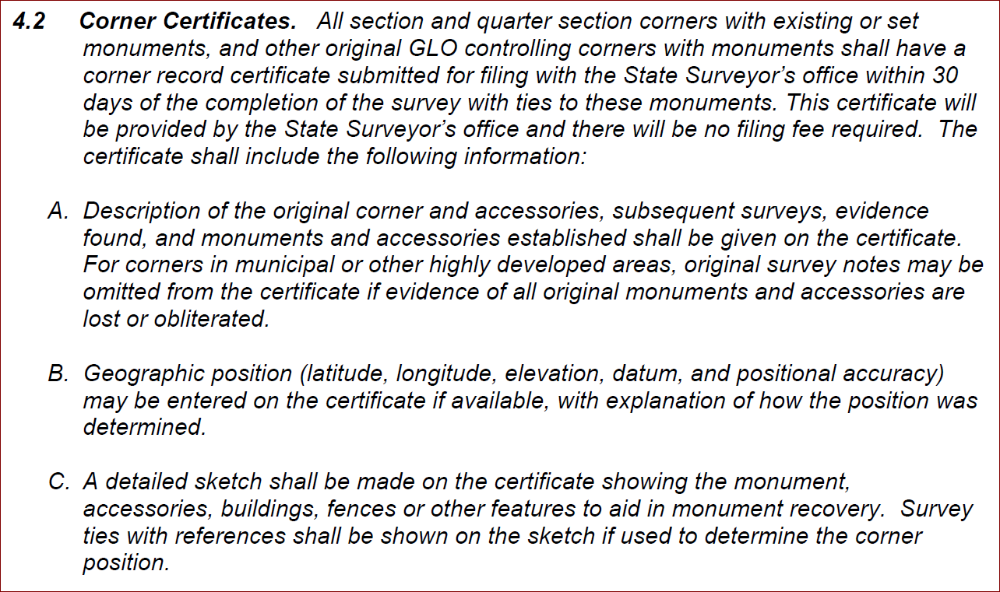 4.2 Corner Certificates. All section and quarter section corners with existing or set
monuments, and other original GLO controlling corners with monuments shall have a
corner record certificate submitted for filing with the State Surveyor's office within 30
days of the completion of the survey with ties to these monuments. This certificate will
be provided by the State Surveyor's office and there will be no filing fee required. The
certificate shall include the following information:
A. Description of the original corner and accessories, subsequent surveys, evidence
found, and monuments and accessories established shall be given on the certificate.
For corners in municipal or other highly developed areas, original survey notes may be
omitted from the certificate if evidence of all original monuments and accessories are
lost or obliterated.
B. Geographic position (latitude, longitude, elevation, datum, and positional accuracy)
may be entered on the certificate if available, with explanation of how the position was
determined.
C. A detailed sketch shall be made on the certificate showing the monument,
accessories, buildings, fences or other features to aid in monument recovery. Survey
ties with references shall be shown on the sketch if used to determine the corner
position.